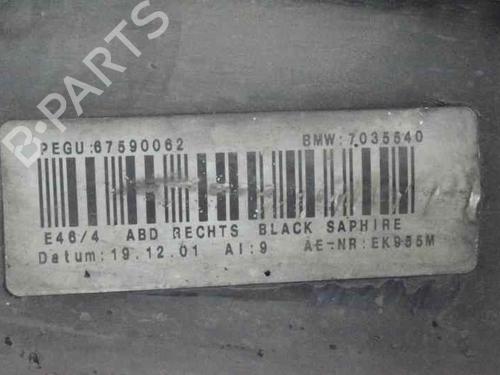 B-PARTS
PEGU:67590062 BMW:7035540
E46/4 ABD RECHTS BLACK SAPHIRE
Datum:19.12.01 AI:9 AE-NR:EK955M